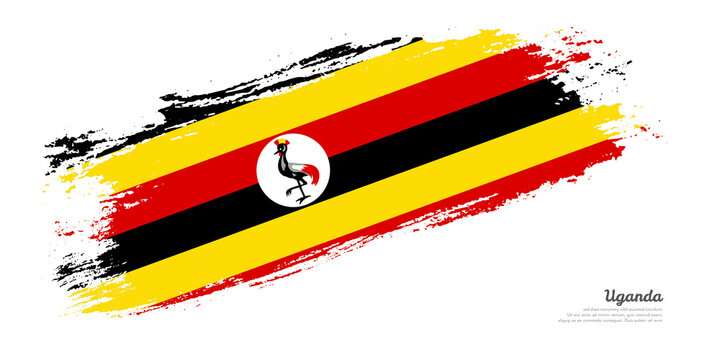 Uganda
sed diam nonummy nibh euismod tincidunt
Ut wisi enim ad minim veniam, quis nostrud exerci
aliquip ex ea commodo consequat. Duis autem vel eum